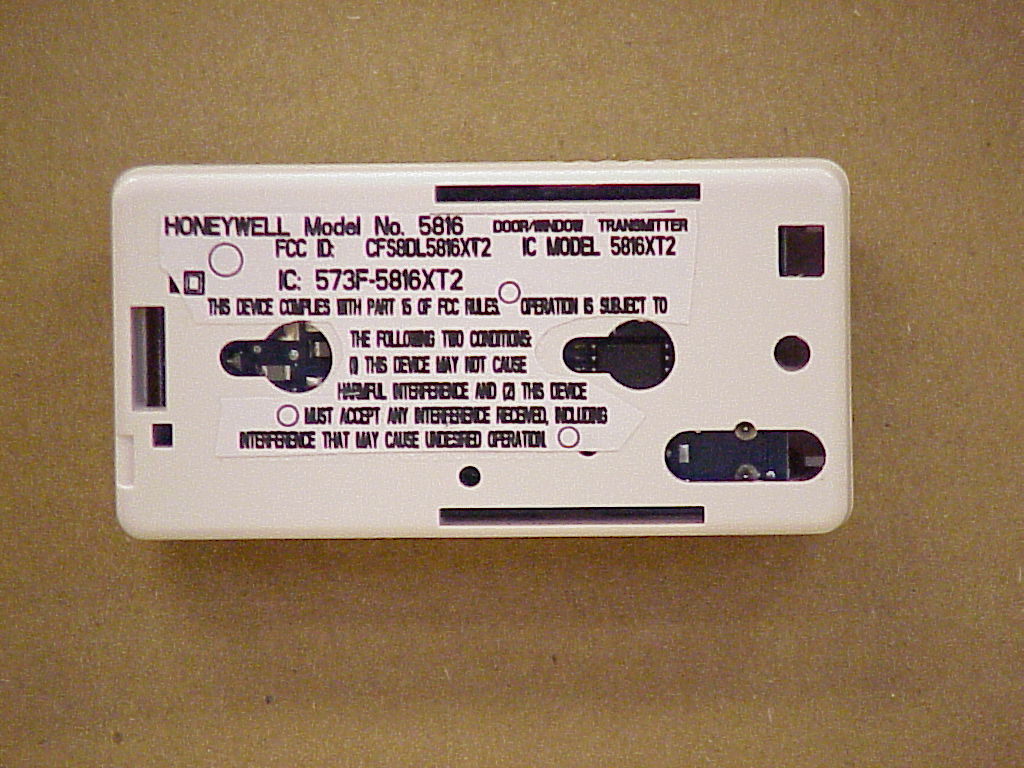 HONEYWELL Model No. 5816 DOOR/WINDOW TRANSMITTER
FCC ID: CFS8DL5816XT2 IC MODEL 5816XT2
IC: 573F-5816XT2
THIS DEVICE COMPLIES WITH PART 15 OF FCC RULES. OPERATION IS SUBJECT TO
THE FOLLOWING TWO CONDITIONS:
(1) THIS DEVICE MAY NOT CAUSE
HARMFUL INTERFERENCE AND (2) THIS DEVICE
MUST ACCEPT ANY INTERFERENCE RECEIVED, INCLUDING
INTERFERENCE THAT MAY CAUSE UNDESIRED OPERATION.